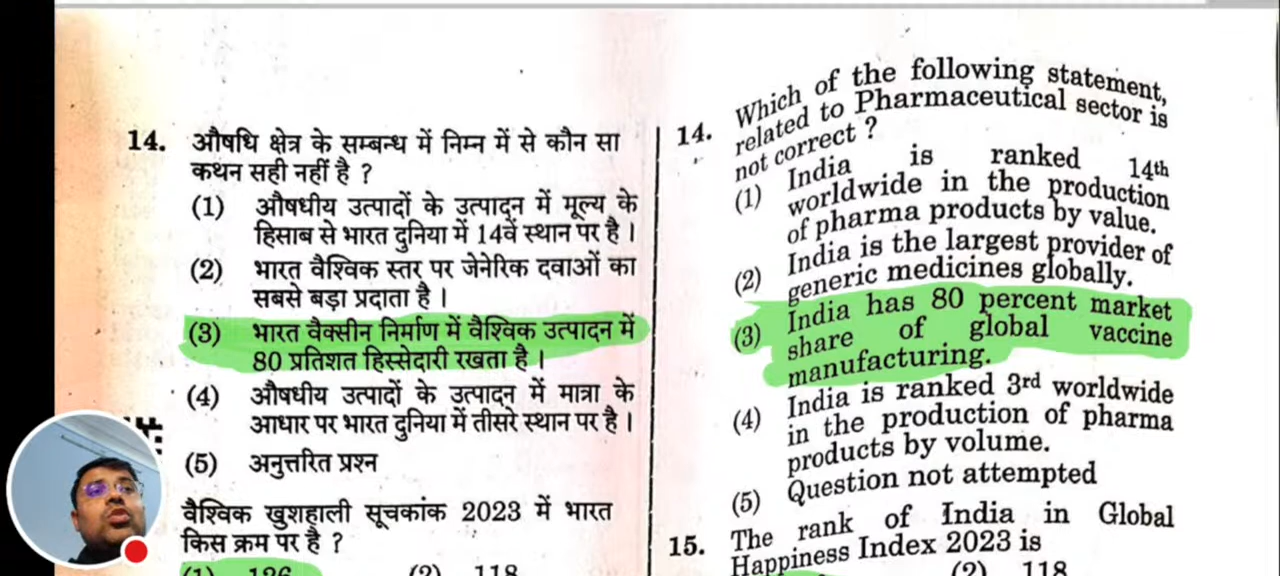 14. औषधि क्षेत्र के सम्बन्ध में निम्न में से कौन सा
कथन सही नहीं है ?
(1) औषधीय उत्पादों के उत्पादन में मूल्य के
हिसाब से भारत दुनिया में 14वें स्थान पर है।
(2) भारत वैश्विक स्तर पर जेनेरिक दवाओं का
सबसे बड़ा प्रदाता है।
(3) भारत वैक्सीन निर्माण में वैश्विक उत्पादन में
80 प्रतिशत हिस्सेदारी रखता है।
(4) औषधीय उत्पादों के उत्पादन में मात्रा के
आधार पर भारत दुनिया में तीसरे स्थान पर है।
(5) अनुत्तरित प्रश्न
वैश्विक खुशहाली सूचकांक 2023 में भारत
किस क्रम पर है ?
(1) 126 (2) 118
14. Which of the following statement,
related to Pharmaceutical sector is
not correct ?
(1) India is ranked 14th
worldwide in the production
of pharma products by value.
(2) India is the largest provider of
generic medicines globally.
(3) India has 80 percent market
share of global vaccine
manufacturing.
(4) India is ranked 3rd worldwide
in the production of pharma
products by volume.
(5) Question not attempted
15. The rank of India in Global
Happiness Index 2023 is
(2) 118